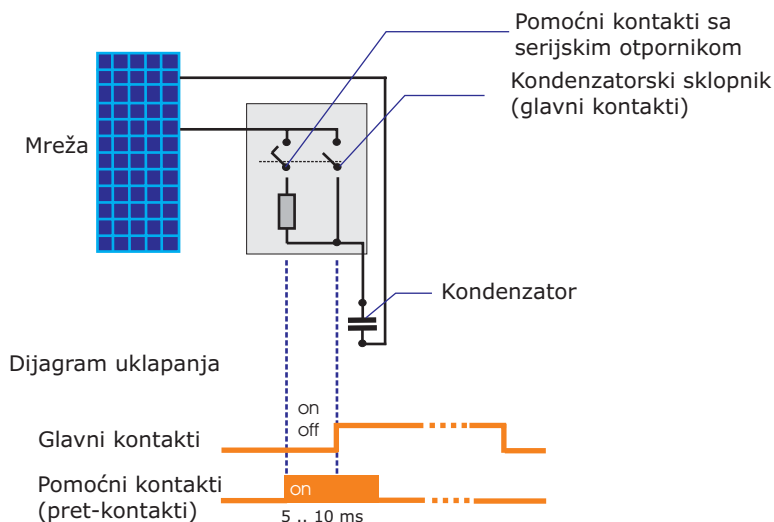 Pomoćni kontakti sa
serijskim otpornikom
Kondenzatorski sklopnik
(glavni kontakti)
Mreža
Kondenzator
Dijagram uklapanja
on
off
Glavni kontakti
Pomoćni kontakti
(pret-kontakti)
on
5 .. 10 ms